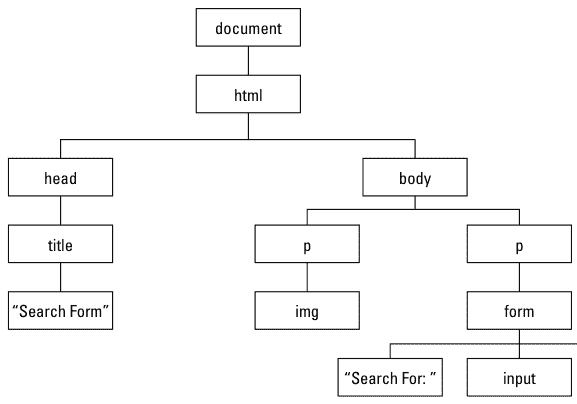 document
html
head
body
title
p
p
“Search Form”
img
form
“Search For: ”
input